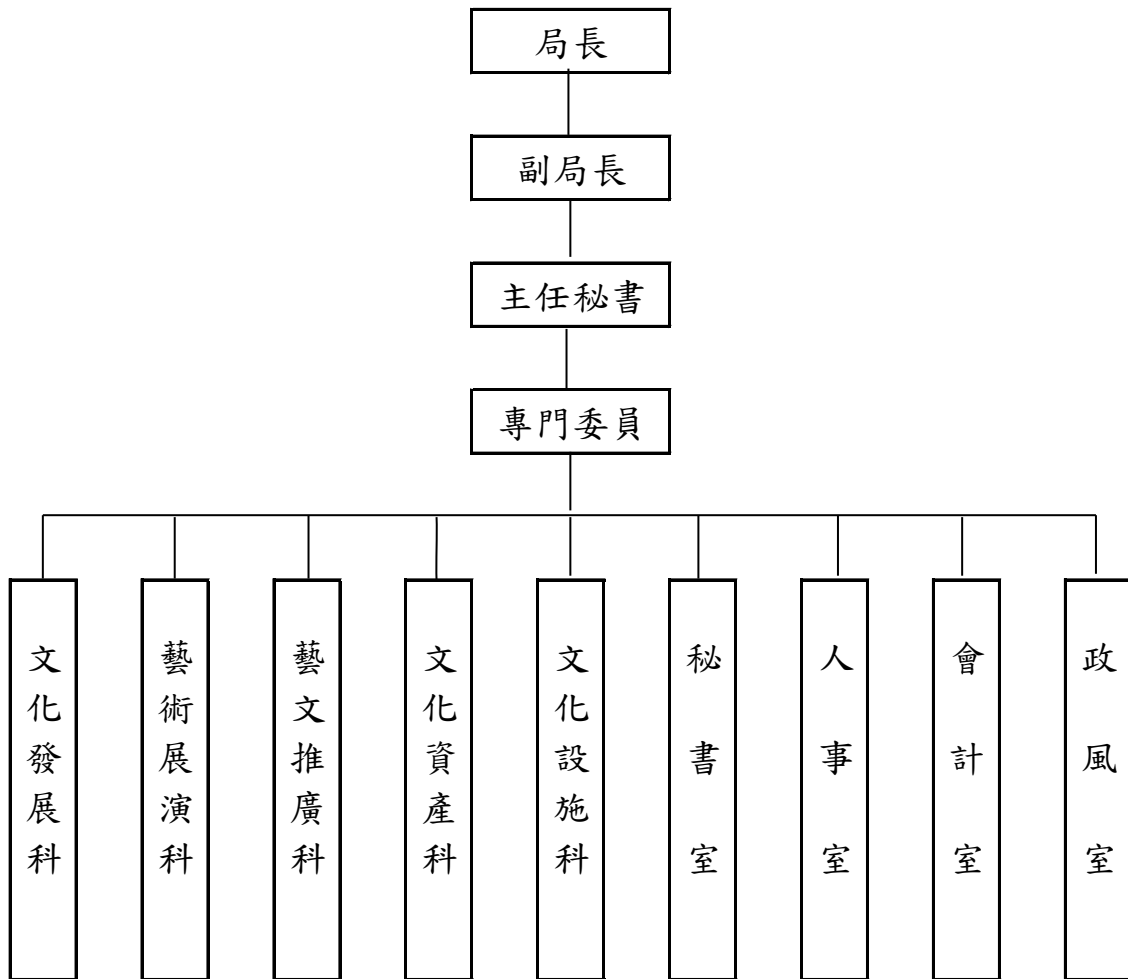 局長
副局長
主任秘書
專門委員
文化發展科
藝術展演科
藝文推廣科
文化資產科
文化設施科
秘書室
人事室
會計室
政風室